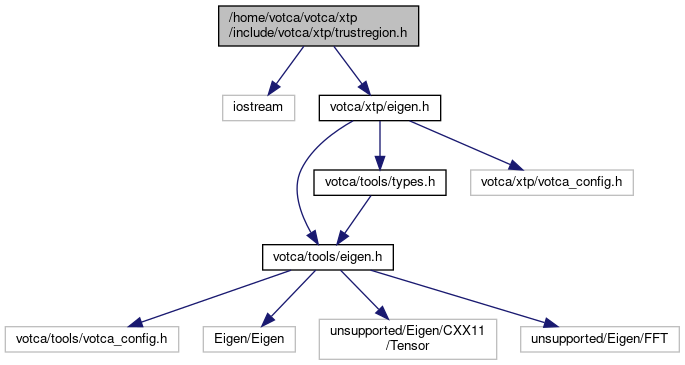 /home/votca/votca/xtp
/include/votca/xtp/trustregion.h
iostream
votca/xtp/eigen.h
votca/tools/types.h
votca/xtp/votca_config.h
votca/tools/eigen.h
votca/tools/votca_config.h
Eigen/Eigen
unsupported/Eigen/CXX11
/Tensor
unsupported/Eigen/FFT